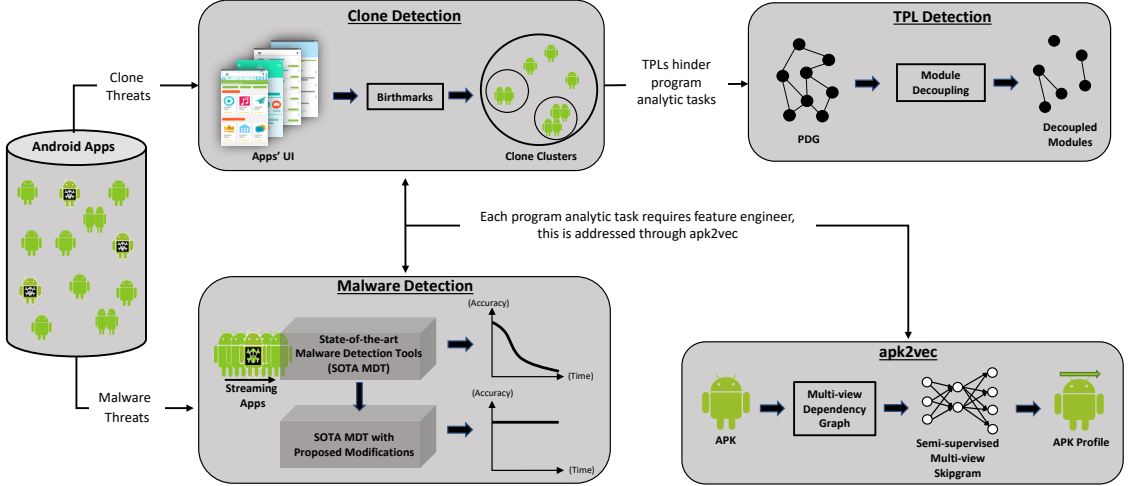 Clone Detection
Apps' UI
Birthmarks
Clone Clusters
TPLs hinder
program
analytic tasks
TPL Detection
PDG
Module
Decoupling
Decoupled
Modules
Clone
Threats
Android Apps
Malware
Threats
Each program analytic task requires feature engineer,
this is addressed through apk2vec
Malware Detection
Streaming
Apps
State-of-the-art
Malware Detection Tools
(SOTA MDT)
(Accuracy)
(Time)
SOTA MDT with
Proposed Modifications
(Accuracy)
(Time)
apk2vec
APK
Multi-view
Dependency
Graph
Semi-supervised
Multi-view
Skipgram
APK Profile